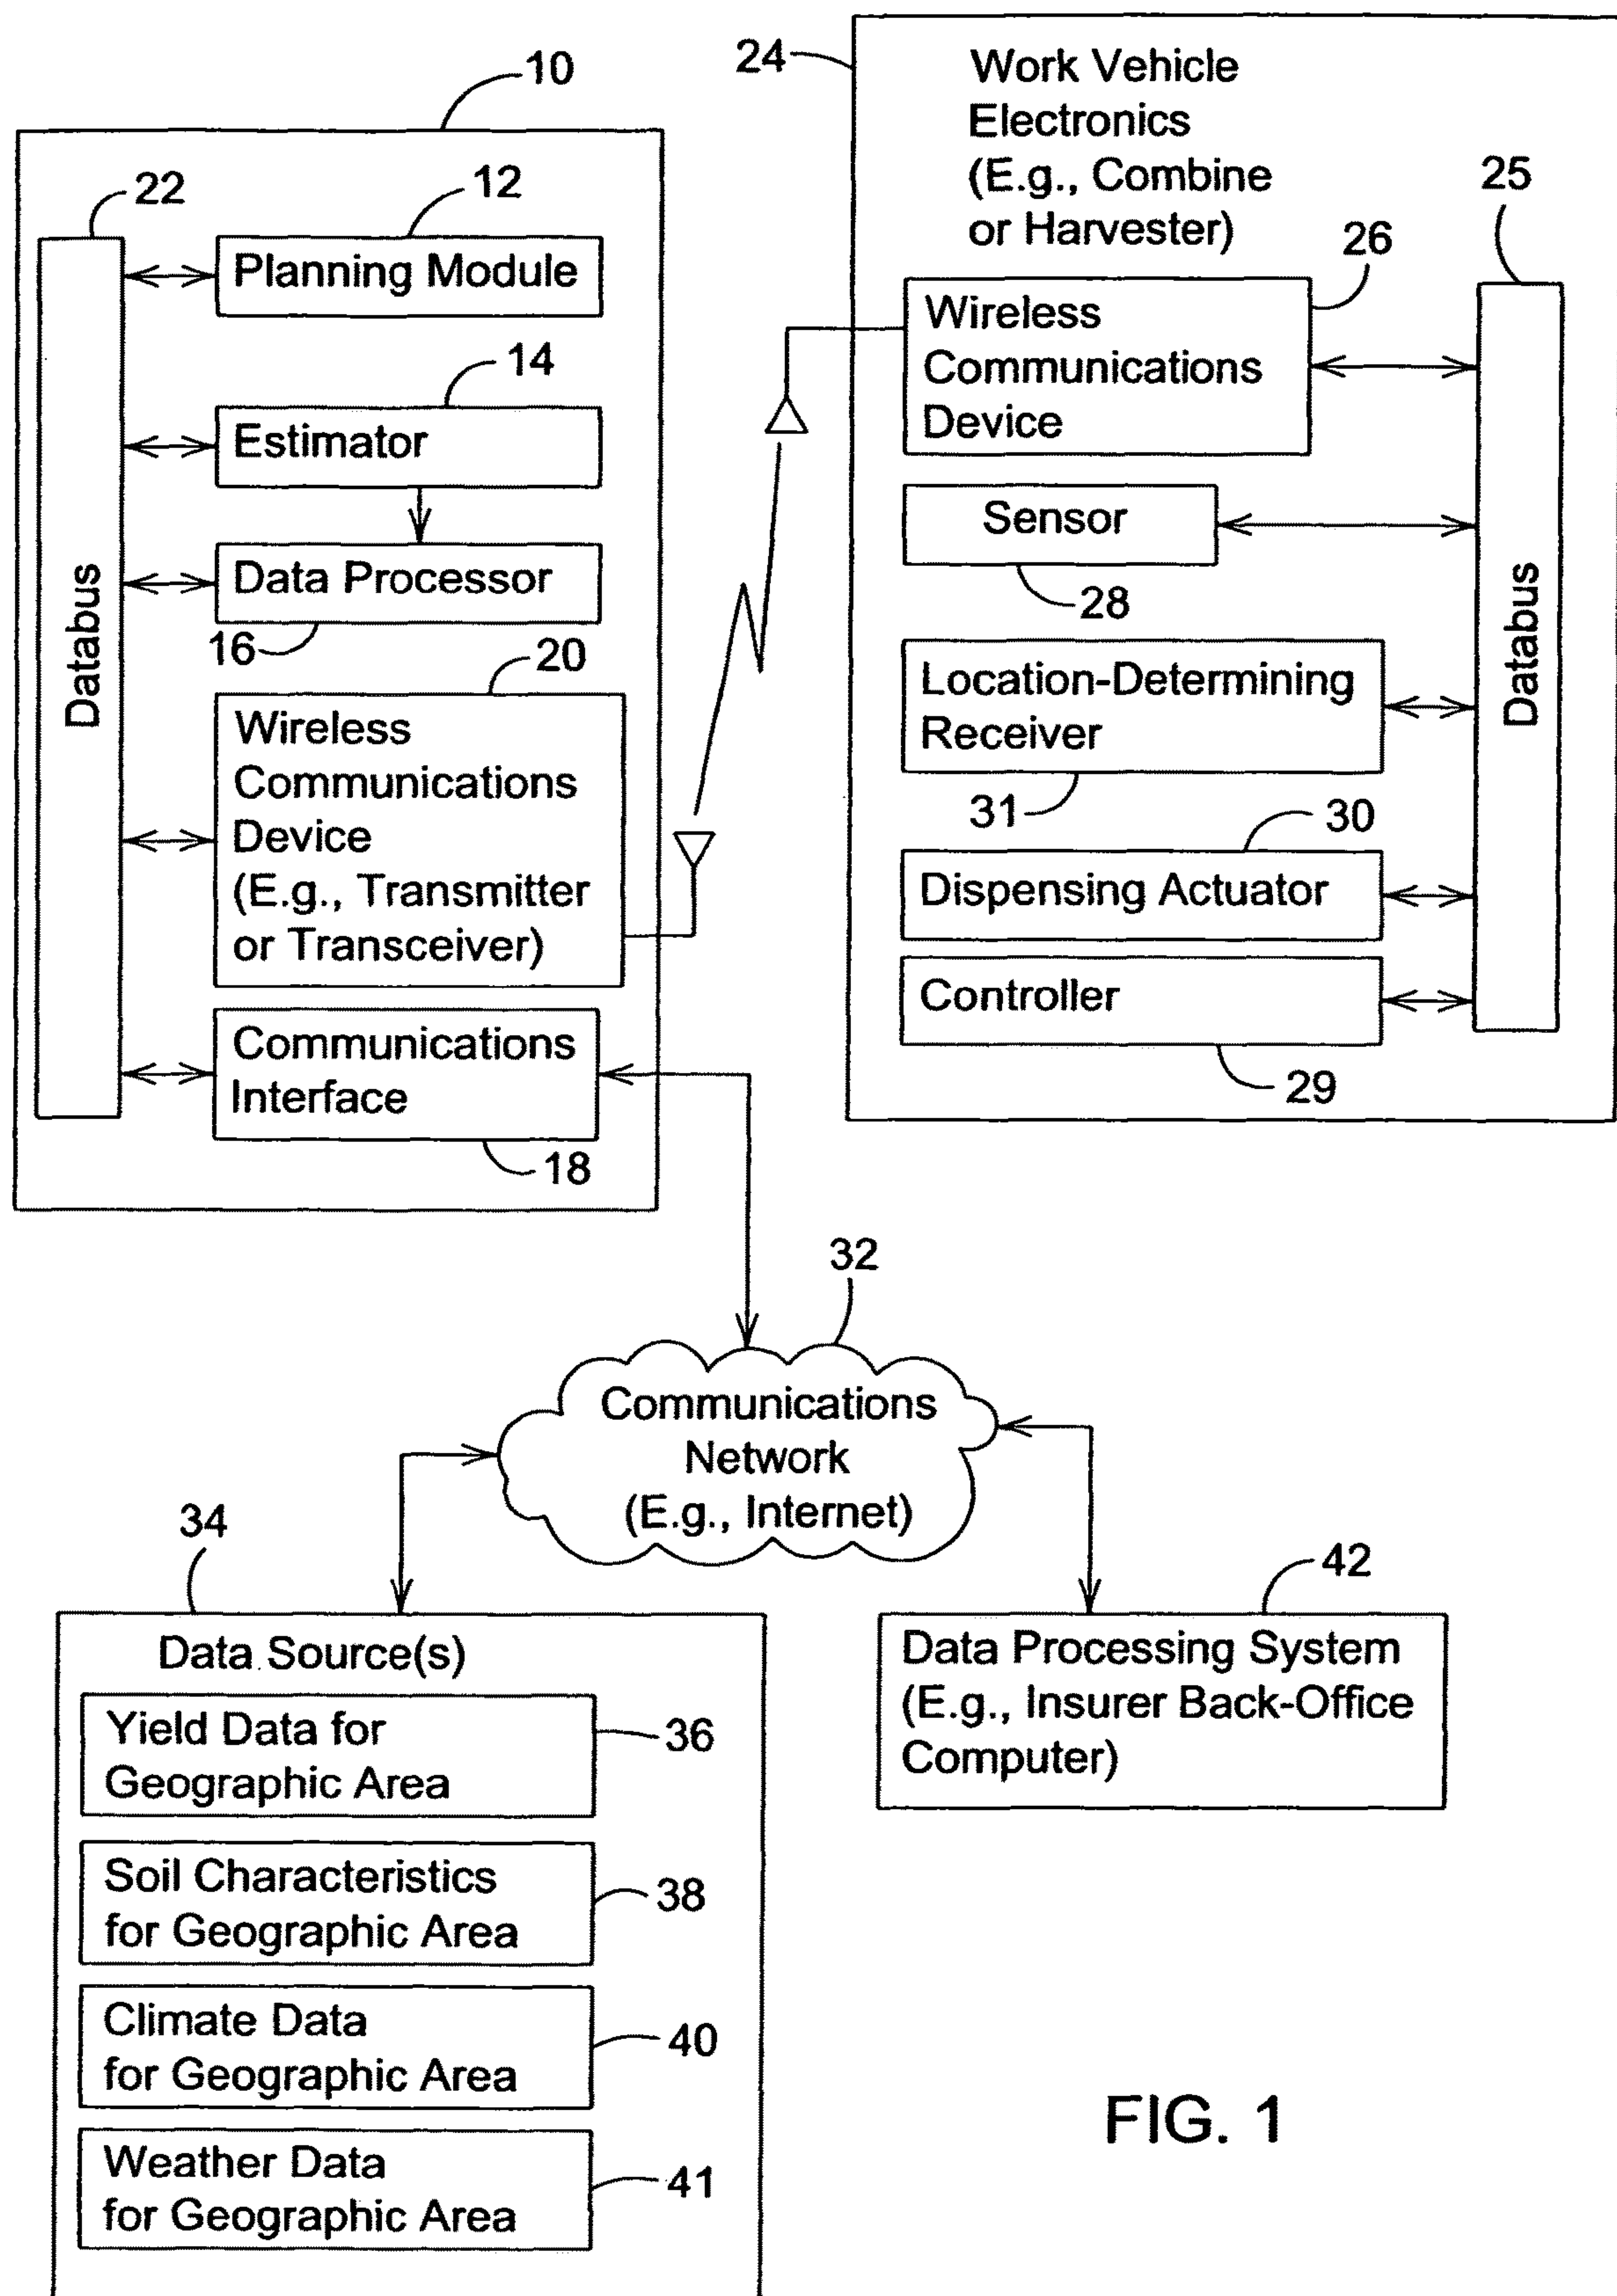 10
22
12
Planning Module
14
Estimator
Data Processor
16
20
Wireless
Communications
Device
(E.g., Transmitter
or Transceiver)
Communications
Interface
18
Databus
24
Work Vehicle
Electronics
(E.g., Combine
or Harvester)
25
26
Wireless
Communications
Device
Sensor
28
Location-Determining
Receiver
31
30
Dispensing Actuator
Controller
29
Databus
32
Communications
Network
(E.g., Internet)
34
Data Source(s)
Yield Data for
Geographic Area
36
Soil Characteristics
for Geographic Area
38
Climate Data
for Geographic Area
40
Weather Data
for Geographic Area
41
42
Data Processing System
(E.g., Insurer Back-Office
Computer)
FIG. 1